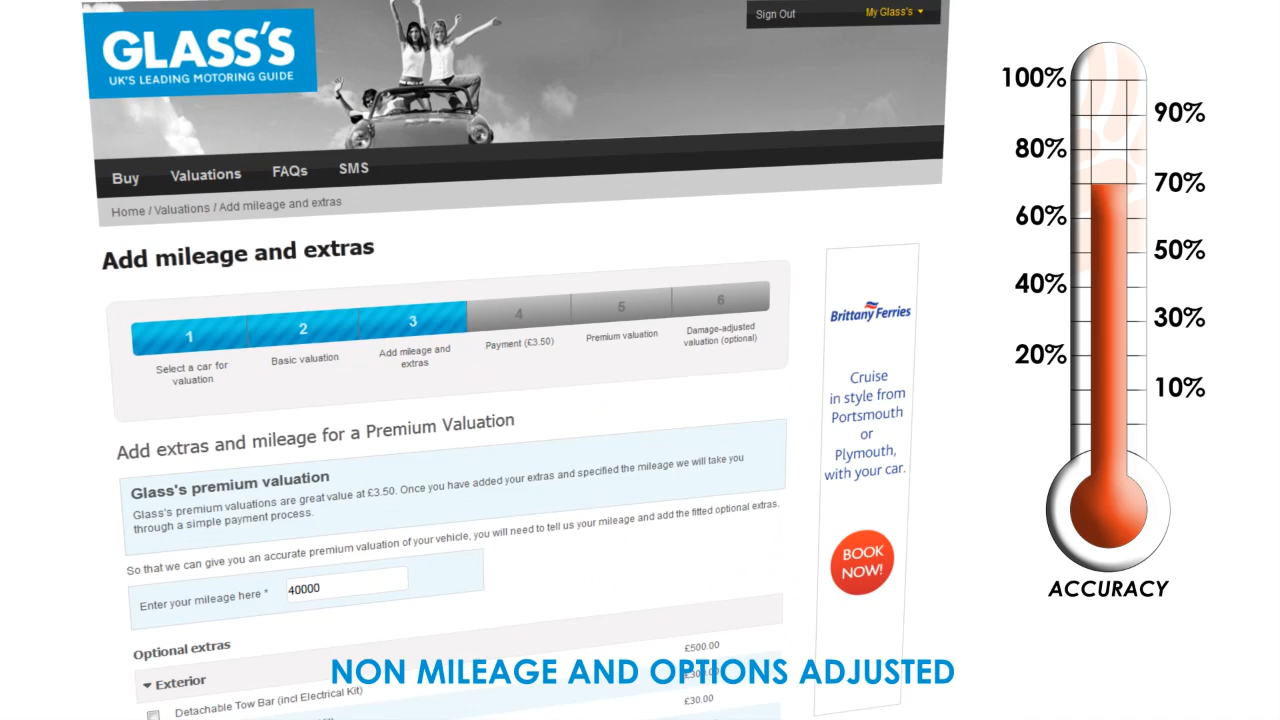 GLASS'S
UK'S LEADING MOTORING GUIDE
Sign Out
My Glass's
Buy
Valuations
FAQs
SMS
Home / Valuations / Add mileage and extras
Add mileage and extras
1
2
3
4
5
6
Select a car for
valuation
Basic valuation
Add mileage and
extras
Payment (£3.50)
Premium valuation
Damage-adjusted
valuation (optional)
Add extras and mileage for a Premium Valuation
Glass's premium valuation
Glass's premium valuations are great value at £3.50. Once you have added your extras and specified the mileage we will take you
through a simple payment process.
So that we can give you an accurate premium valuation of your vehicle, you will need to tell us your mileage and add the fitted optional extras.
Enter your mileage here *
40000
Optional extras
Exterior
£500.00
£300.00
Detachable Tow Bar (incl Electrical Kit)
£30.00
Brittany Ferries
Cruise
in style from
Portsmouth
or
Plymouth,
with your car.
BOOK
NOW!
100%
90%
80%
70%
60%
50%
40%
30%
20%
10%
ACCURACY
NON MILEAGE AND OPTIONS ADJUSTED